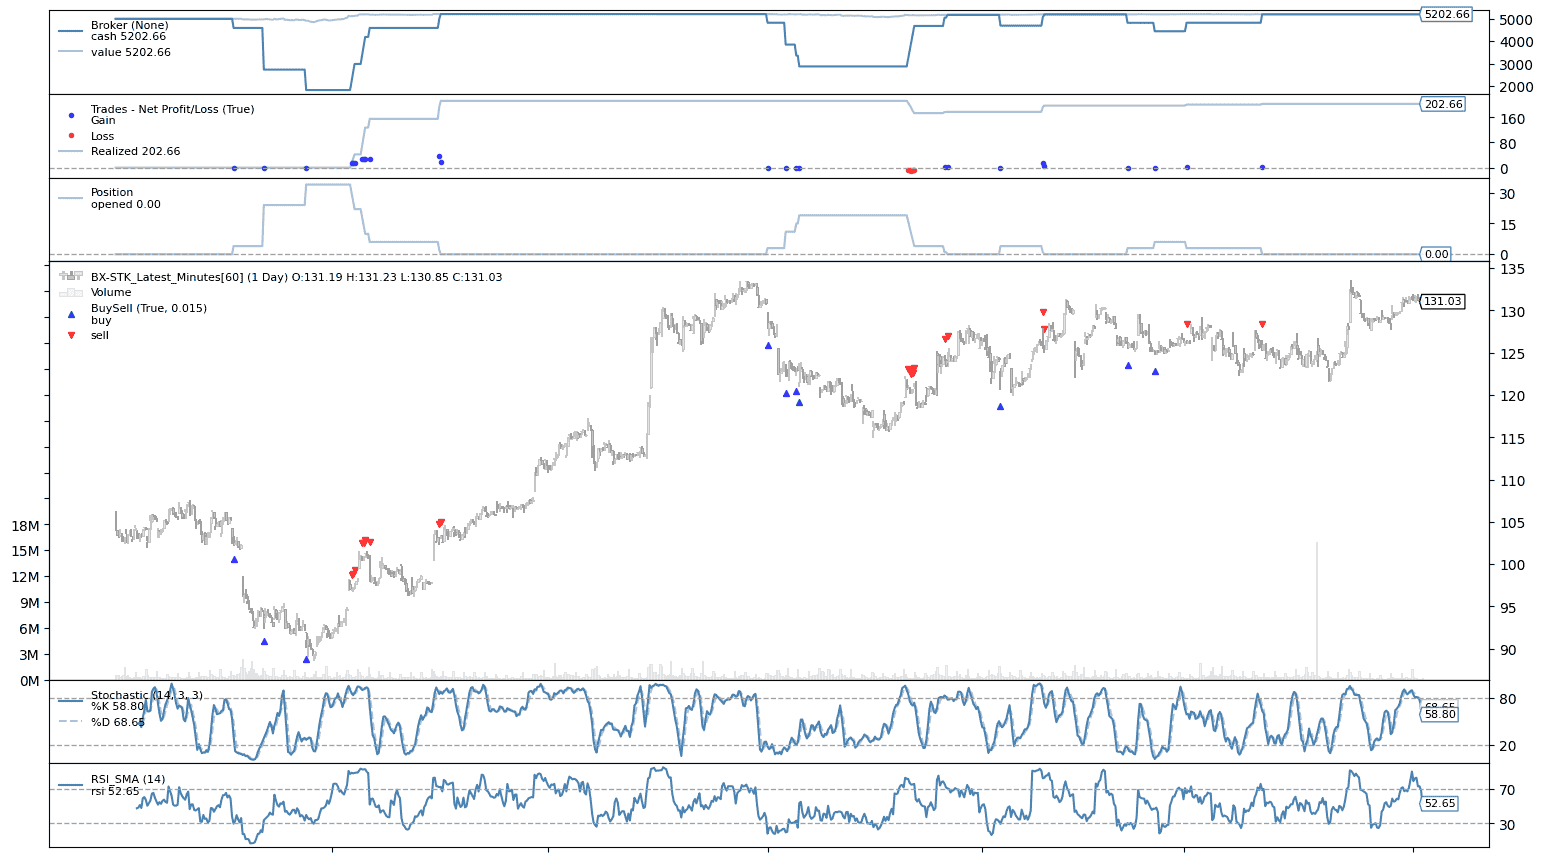 Broker (None)
cash 5202.66
value 5202.66
5202.66
5000
4000
3000
2000
Trades - Net Profit/Loss (True)
Gain
Loss
Realized 202.66
202.66
160
80
0
Position
opened 0.00
30
15
0
0.00
BX-STK_Latest_Minutes[60] (1 Day) O:131.19 H:131.23 L:130.85 C:131.03
Volume
BuySell (True, 0.015)
buy
sell
135
131.03
130
125
120
115
110
105
100
95
90
18M
15M
12M
9M
6M
3M
0M
Stochastic (14, 3, 3)
%K 58.80
%D 68.65
80
68.65
58.80
20
RSI_SMA (14)
rsi 52.65
70
52.65
30